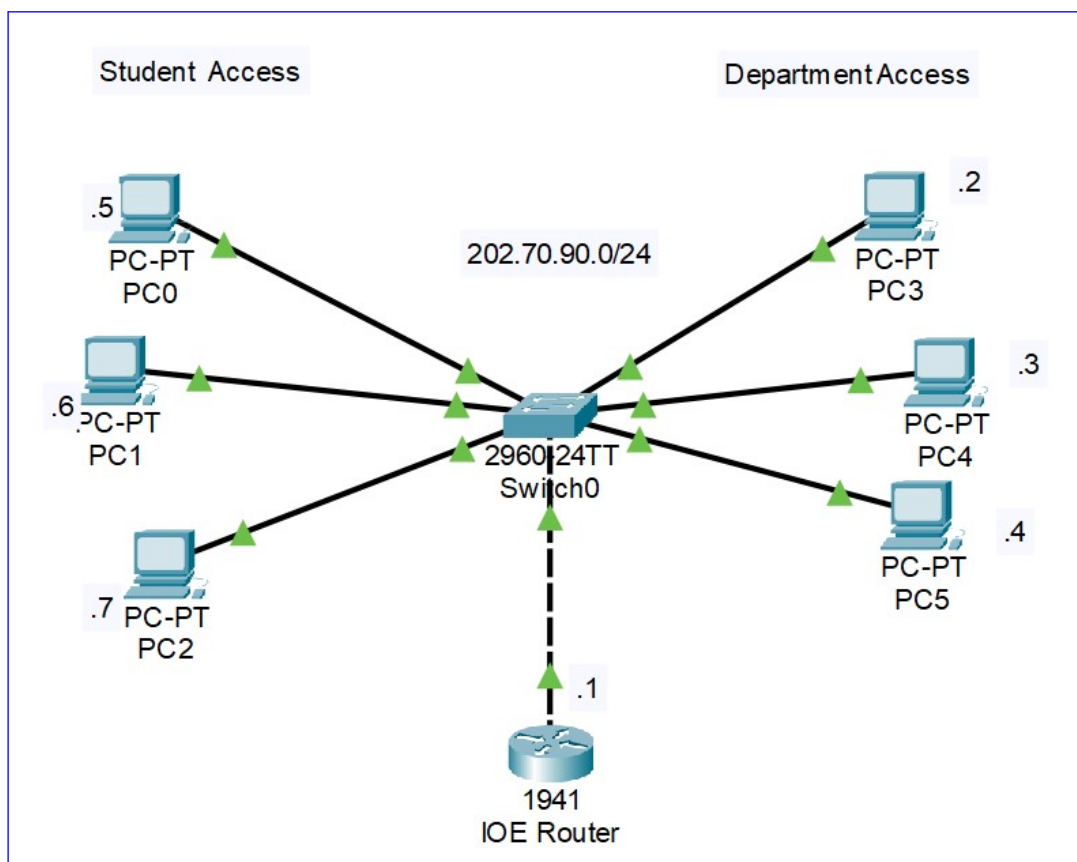 Student Access
Department Access
.5
PC-PT
PC0
202.70.90.0/24
.2
PC-PT
PC3
.6
PC-PT
PC1
.3
PC-PT
PC4
2960-24TT
Switch0
.7
PC-PT
PC2
.4
PC-PT
PC5
.1
1941
IOE Router